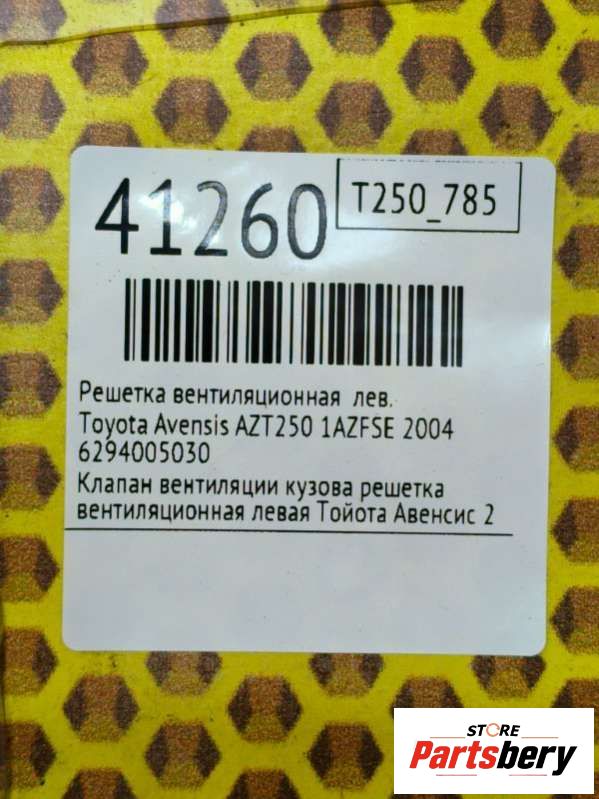 41260
T250_785
Решетка вентиляционная лев.
Toyota Avensis AZT250 1AZFSE 2004
6294005030
Клапан вентиляции кузова решетка
вентиляционная левая Тойота Авенсис 2
STORE
Partsbery